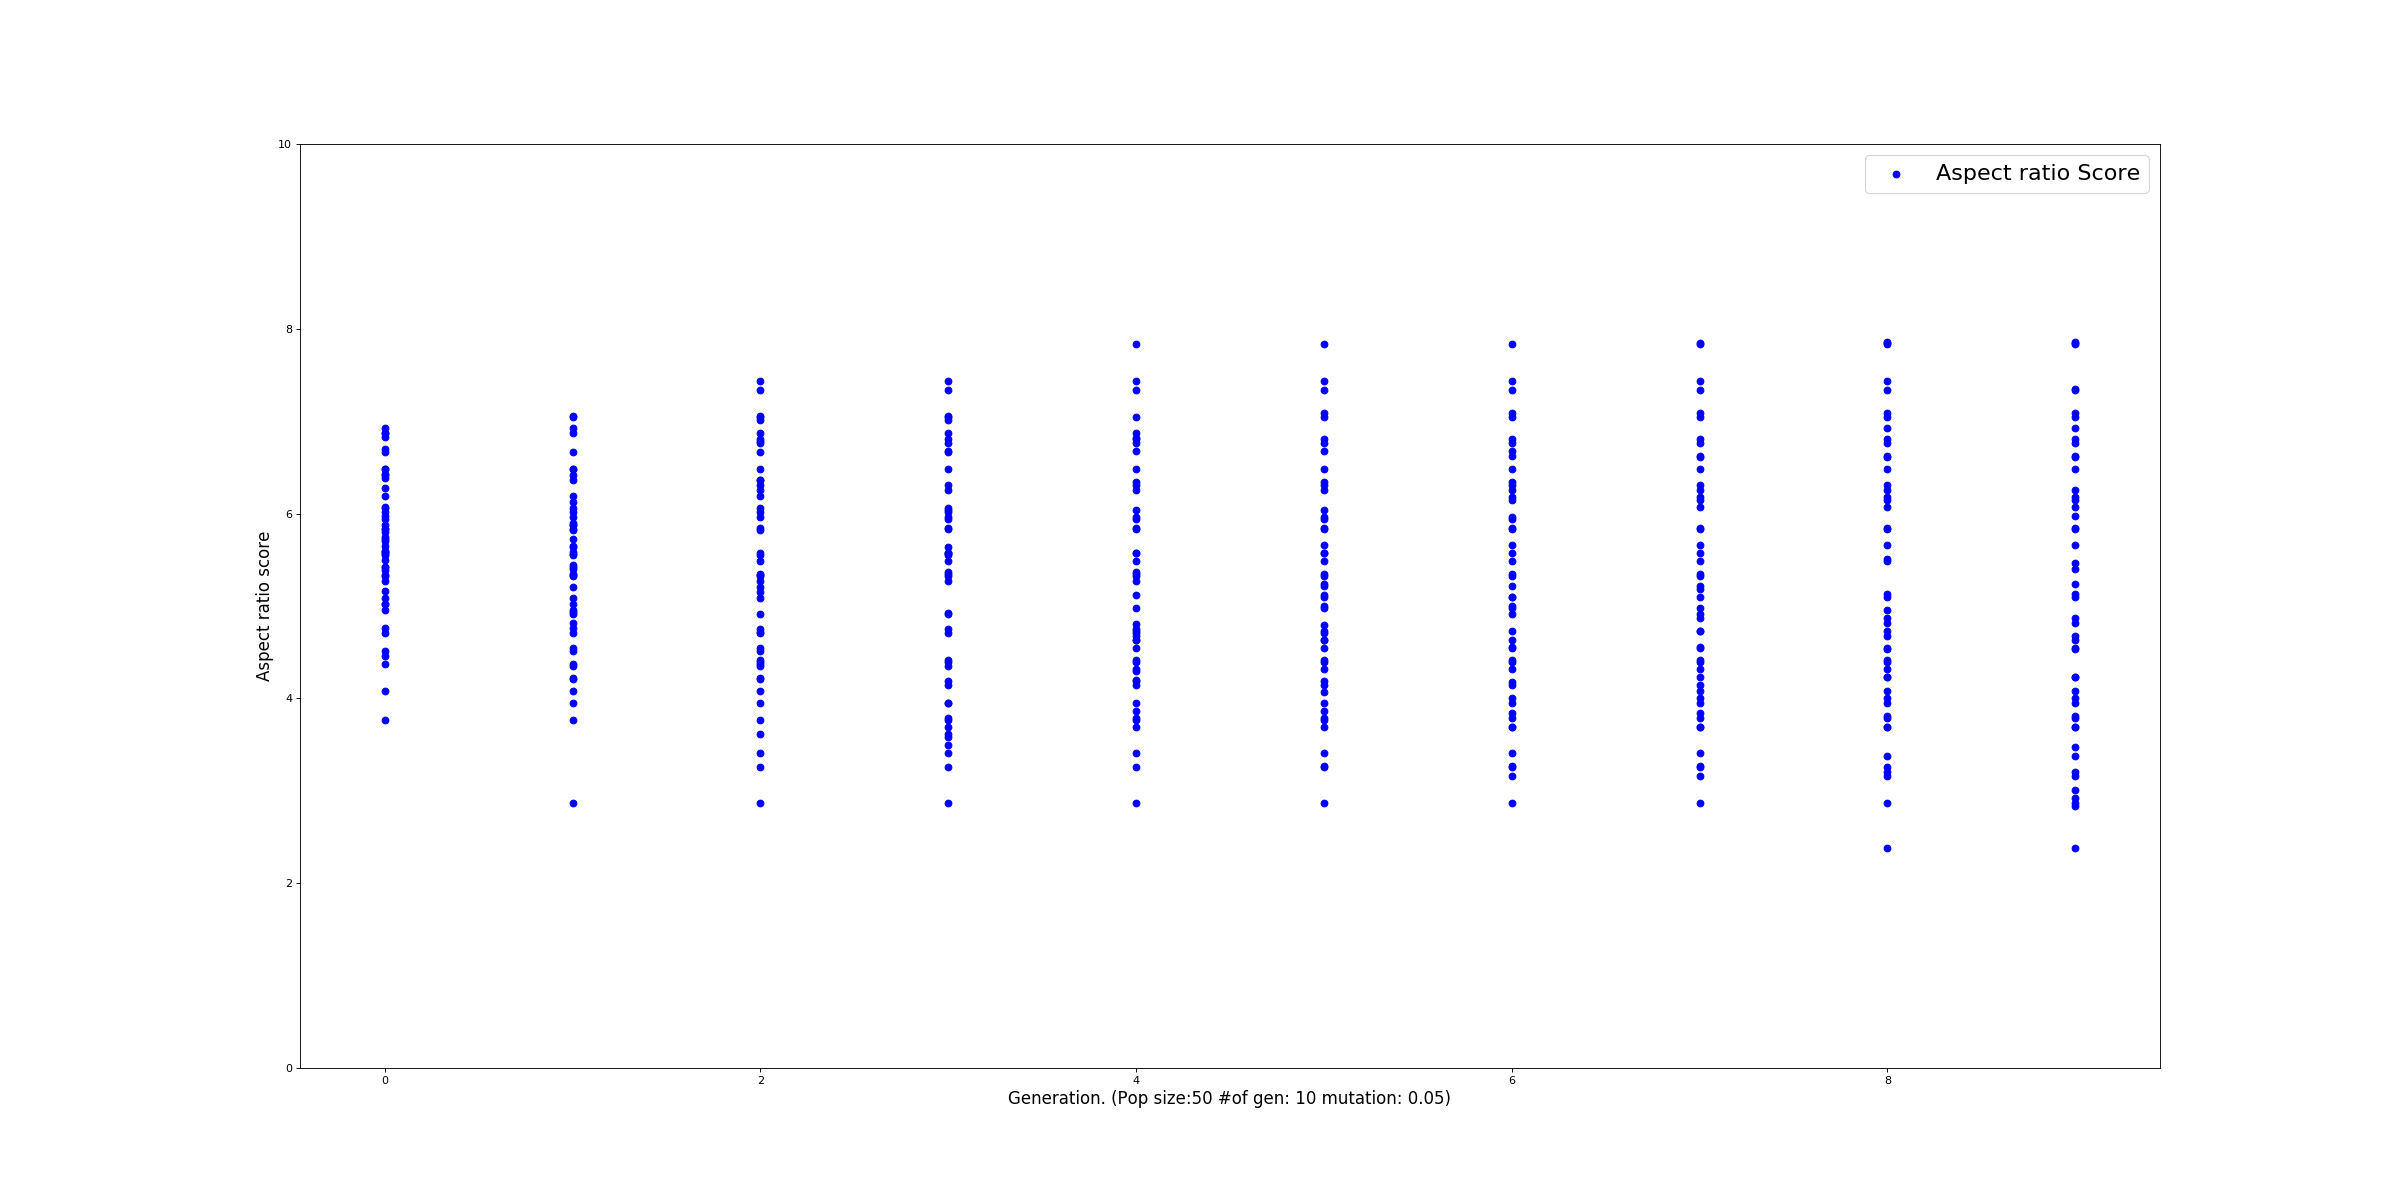 10
8
6
4
2
0
Aspect ratio score
Aspect ratio Score
0 2 4 6 8
Generation. (Pop size:50 #of gen: 10 mutation: 0.05)